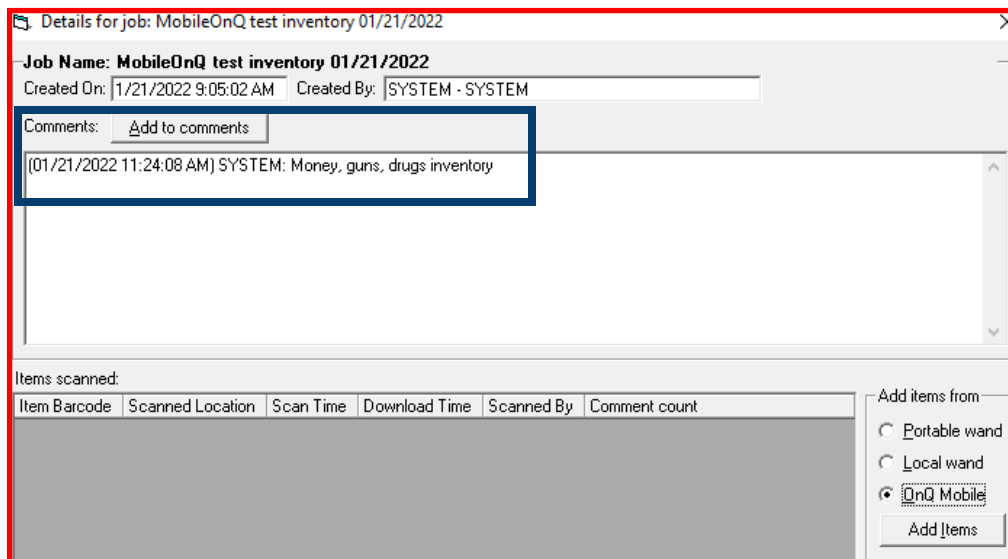 Details for job: MobileOnQ test inventory 01/21/2022
Job Name: MobileOnQ test inventory 01/21/2022
Created On: 1/21/2022 9:05:02 AM Created By: SYSTEM - SYSTEM
Comments: Add to comments
(01/21/2022 11:24:08 AM) SYSTEM: Money, guns, drugs inventory
Items scanned:
Item Barcode Scanned Location Scan Time Download Time Scanned By Comment count
Add items from
Portable wand
Local wand
OnQ Mobile
Add Items